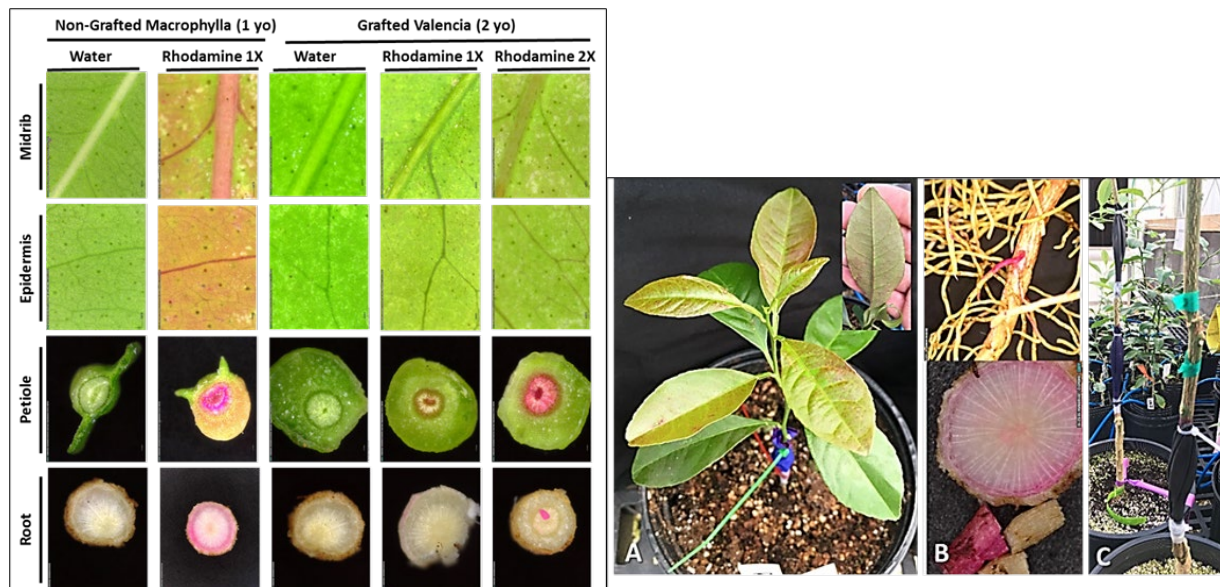 Non-Grafted Macrophylla (1 yo)
Grafted Valencia (2 yo)
Water
Rhodamine 1X
Water
Rhodamine 1X
Rhodamine 2X
Midrib
Epidermis
Petiole
Root
A
B
C